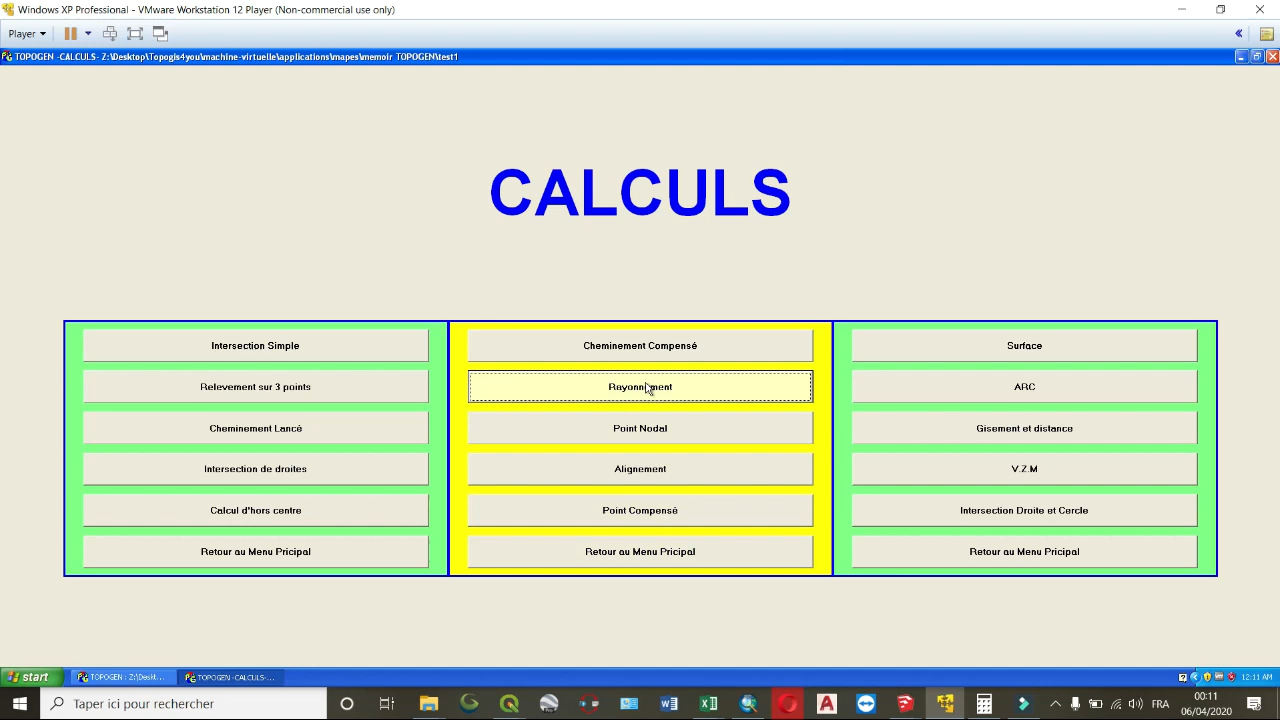 Windows XP Professional - VMware Workstation 12 Player (Non-commercial use only)
Player
TOPOGEN -CALCULS- Z:\Desktop\Topogis4you\machine-virtuelle\applications\mapes\memoir TOPOGEN\test1
CALCULS
Intersection Simple
Cheminement Compensé
Surface
Relevement sur 3 points
Rayonnement
ARC
Cheminement Lancé
Point Nodal
Gisement et distance
Intersection de droites
Alignement
V.Z.M
Calcul d'hors centre
Point Compensé
Intersection Droite et Cercle
Retour au Menu Pricipal
Retour au Menu Pricipal
Retour au Menu Pricipal
start
TOPOGEN : Z:\Deskt...
TOPOGEN -CALCULS-...
12:11 AM
Taper ici pour rechercher
FRA
00:11
06/04/2020